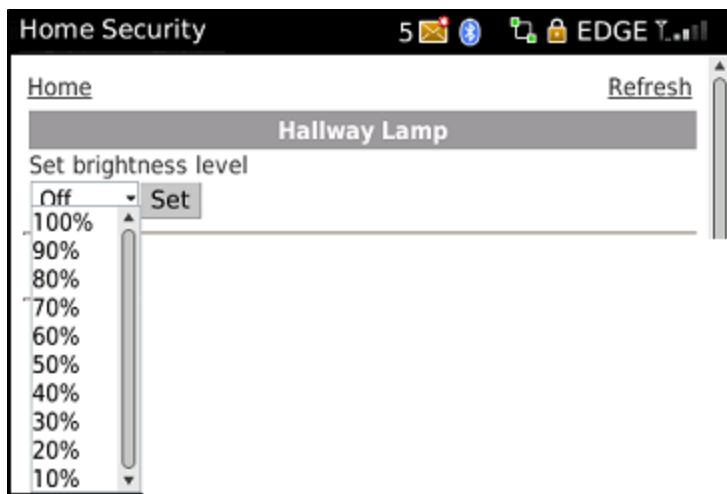 Home Security 5 EDGE
Home Refresh
Hallway Lamp
Set brightness level
Off Set
100%
90%
80%
70%
60%
50%
40%
30%
20%
10%